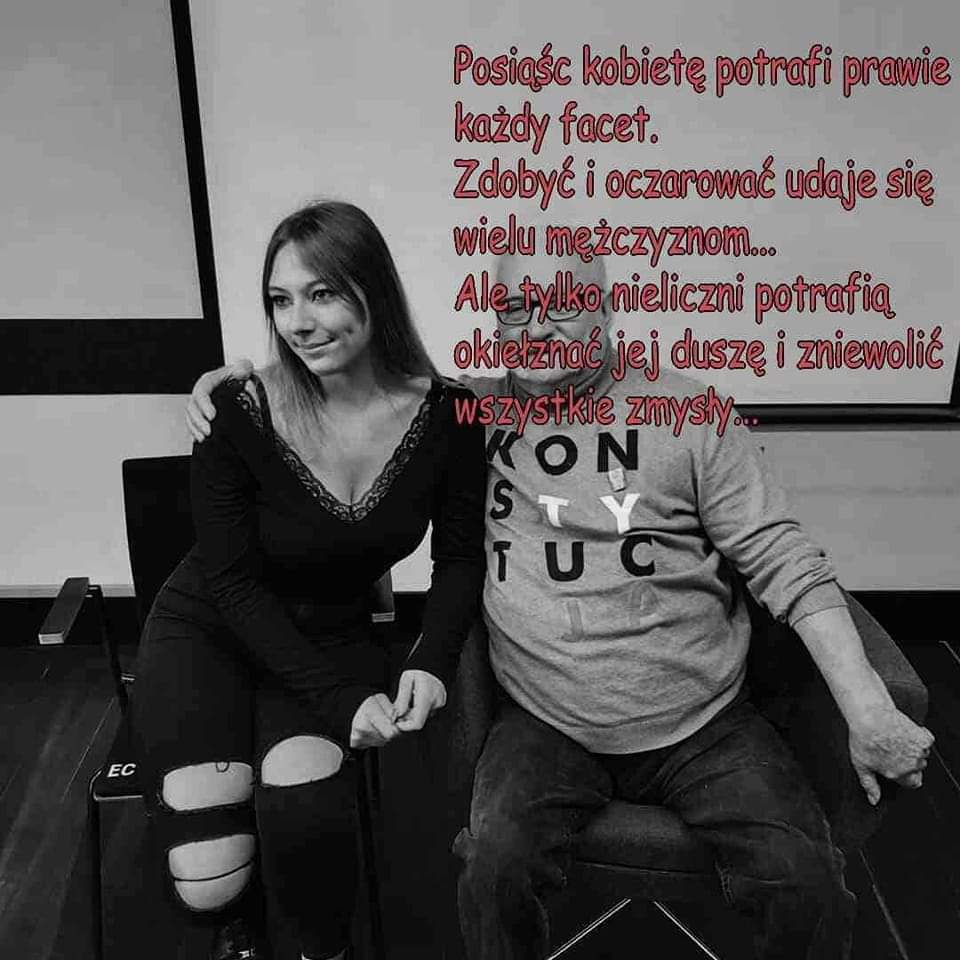 Posiąśc kobietę potrafi prawie
każdy facet.
Zdobyć i oczarować udaje się
wielu mężczyznom...
Ale tylko nieliczni potrafią
okiełznać jej duszę i zniewolić
wszystkie zmysły...
KON
STY
TUC
JA
EC